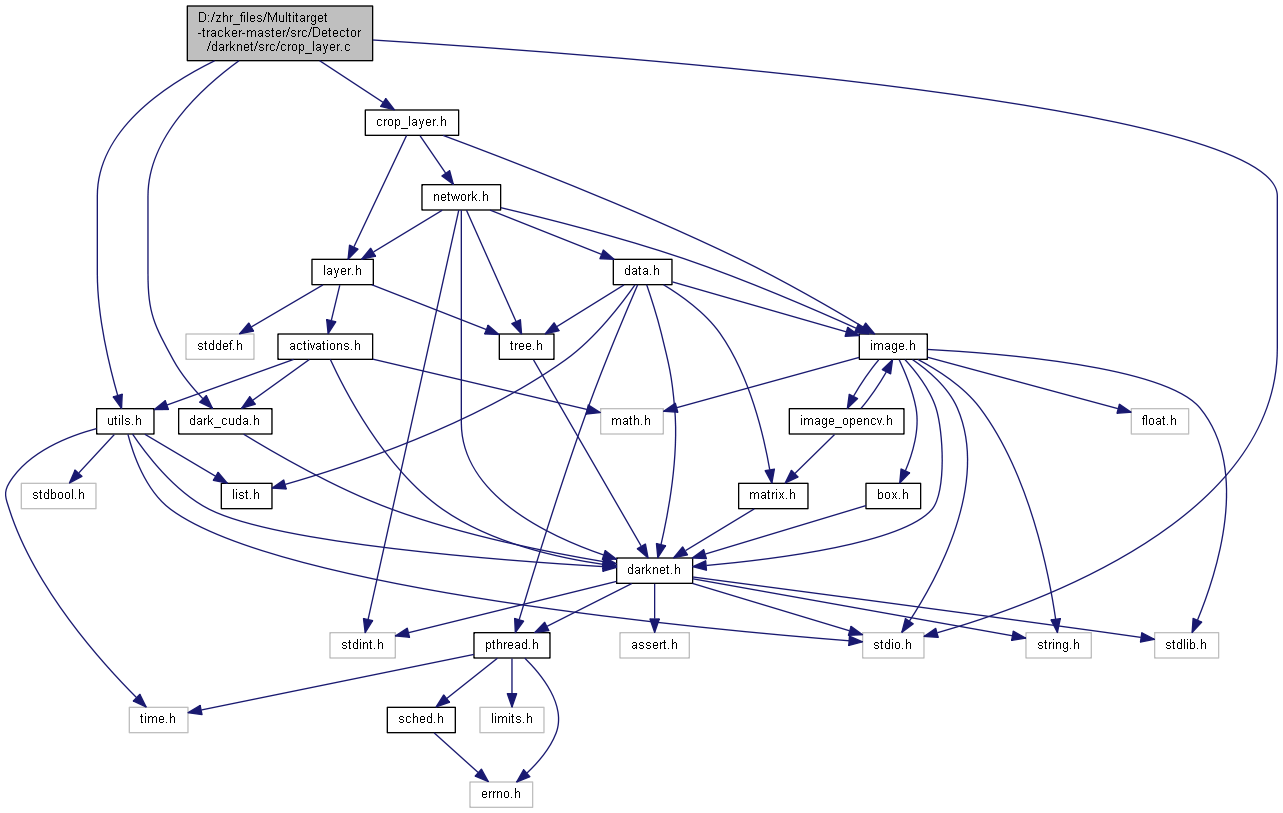 D:/zhr_files/Multitarget
-tracker-master/src/Detector
/darknet/src/crop_layer.c
crop_layer.h
network.h
layer.h
data.h
stddef.h
activations.h
tree.h
image.h
utils.h
dark_cuda.h
math.h
image_opencv.h
float.h
stdbool.h
list.h
matrix.h
box.h
darknet.h
stdint.h
pthread.h
assert.h
stdio.h
string.h
stdlib.h
time.h
sched.h
limits.h
errno.h